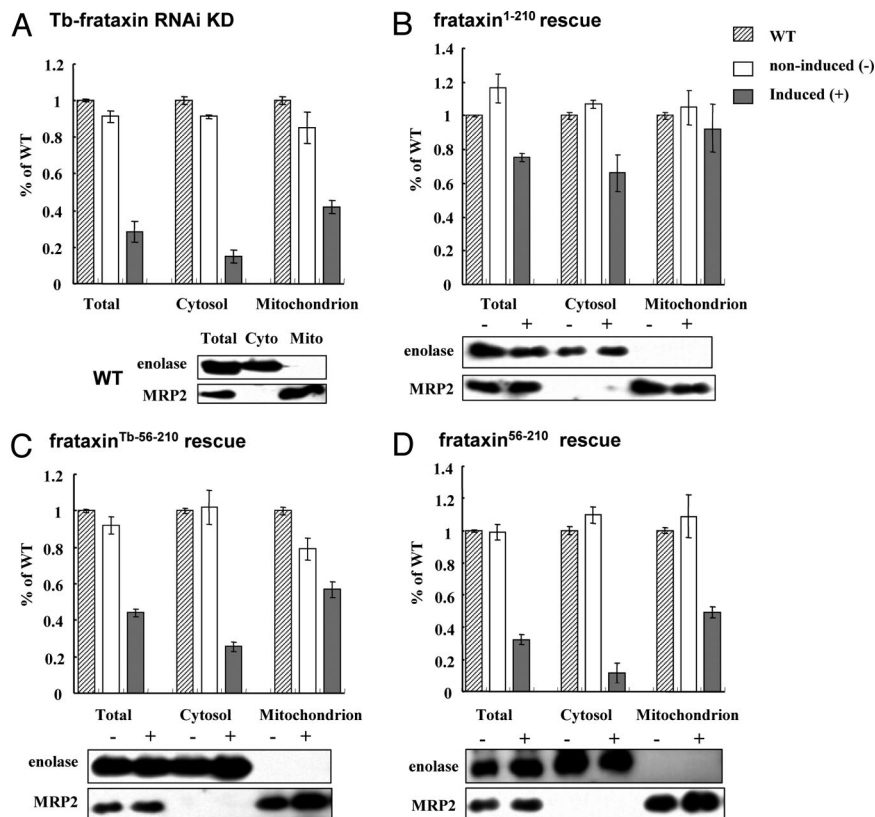 A Tb-frataxin RNAi KD
% of WT
1.2
1
0.8
0.6
0.4
0.2
0
Total Cytosol Mitochondrion
Total Cyto Mito
WT
enolase
MRP2
B frataxin1-210 rescue
WT
non-induced (-)
Induced (+)
% of WT
1.4
1.2
1
0.8
0.6
0.4
0.2
0
Total Cytosol Mitochondrion
- + - + - +
enolase
MRP2
C frataxinTb-56-210 rescue
% of WT
1.2
1
0.8
0.6
0.4
0.2
0
Total Cytosol Mitochondrion
- + - + - +
enolase
MRP2
D frataxin56-210 rescue
% of WT
1.4
1.2
1
0.8
0.6
0.4
0.2
0
Total Cytosol Mitochondrion
- + - + - +
enolase
MRP2